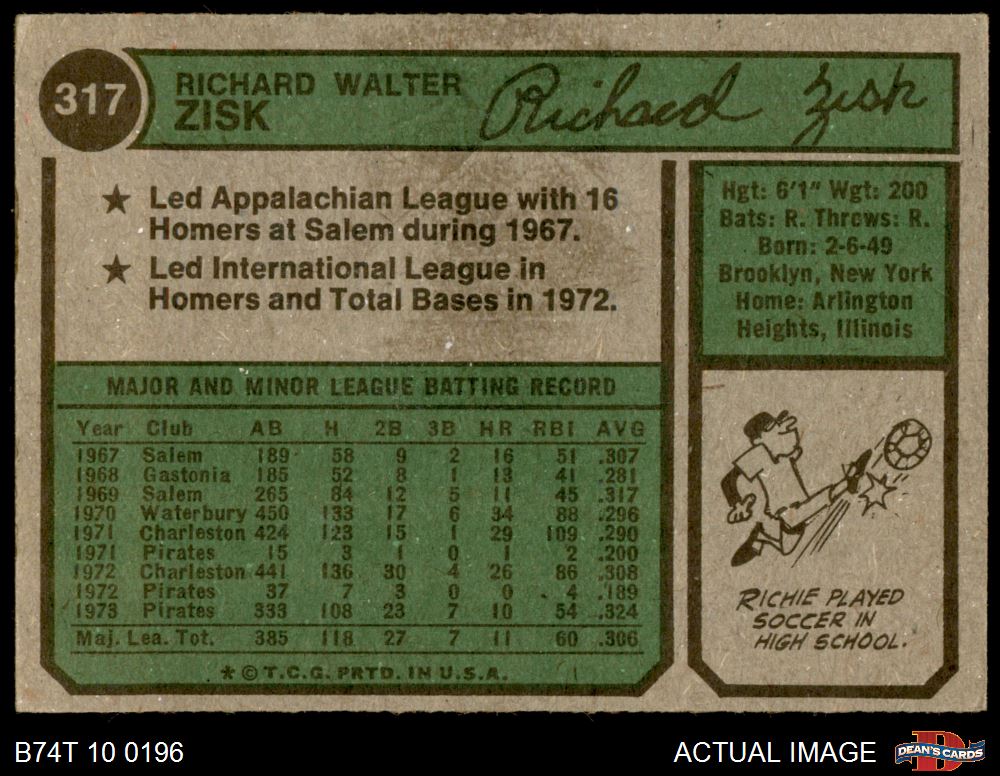 317
RICHARD WALTER
ZISK
Richard Zisk
★ Led Appalachian League with 16
Homers at Salem during 1967.
★ Led International League in
Homers and Total Bases in 1972.
Hgt: 6'1" Wgt: 200
Bats: R. Throws: R.
Born: 2-6-49
Brooklyn, New York
Home: Arlington
Heights, Illinois
MAJOR AND MINOR LEAGUE BATTING RECORD
Year Club AB H 2B 3B HR RBI AVG
1967 Salem 189 58 9 2 16 51 .307
1968 Gastonia 185 52 8 1 13 41 .281
1969 Salem 265 84 12 5 11 45 .317
1970 Waterbury 450 133 17 6 34 88 .296
1971 Charleston 424 123 15 1 29 109 .290
1971 Pirates 15 3 1 0 1 2 .200
1972 Charleston 441 136 30 4 26 86 .308
1972 Pirates 37 7 3 0 0 4 .189
1973 Pirates 333 108 23 7 10 54 .324
Maj. Lea. Tot. 385 118 27 7 11 60 .306
* © T.C.G. PRTD. IN U.S.A.
RICHIE PLAYED
SOCCER IN
HIGH SCHOOL.
B74T 10 0196
ACTUAL IMAGE
DEAN'S CARDS